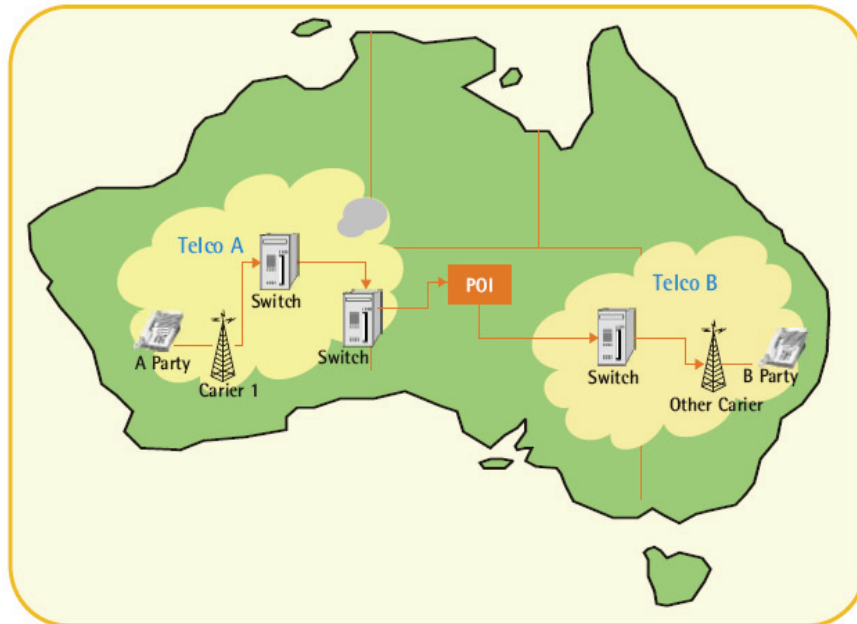 Telco A
Switch
Switch
A Party
Carier 1
POI
Telco B
Switch
Other Carier
B Party